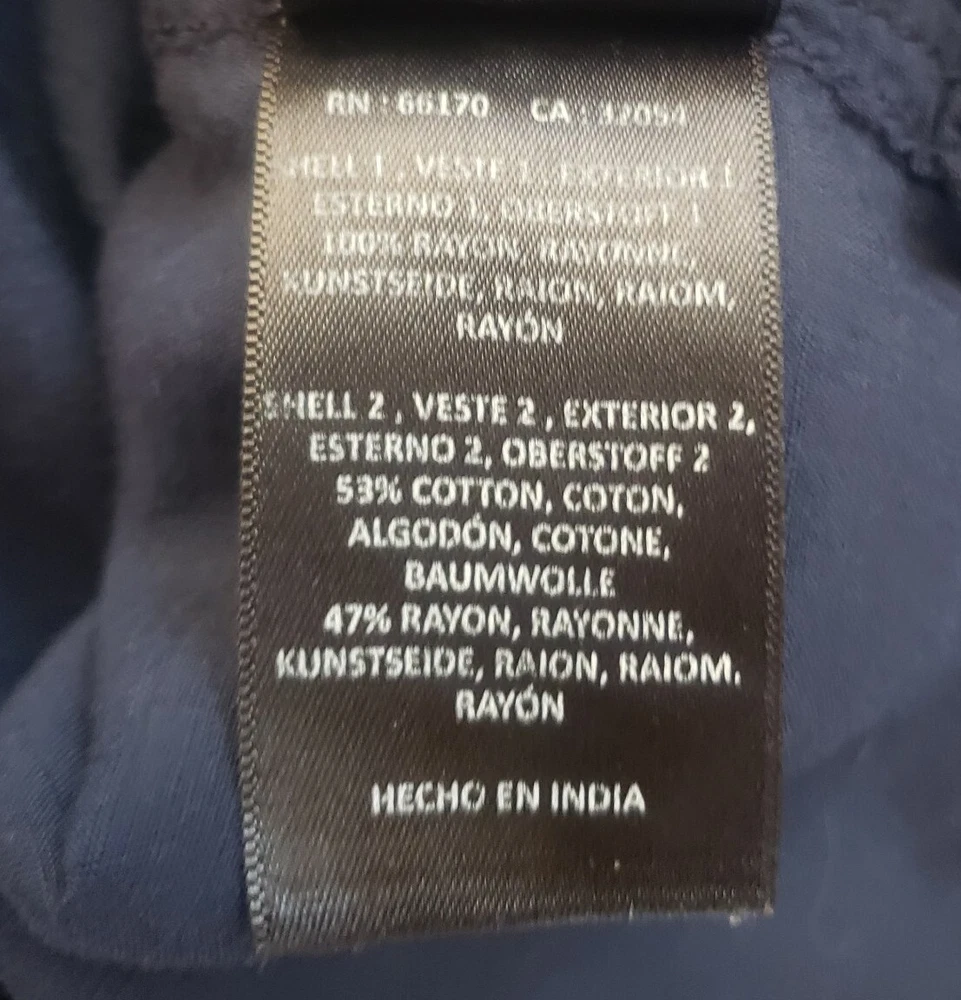 RN : 66170 CA : 32054
SHELL 1 , VESTE 1 , EXTERIOR 1
ESTERNO 1, OBERSTOFF 1
100% RAYON, RAYONNE,
KUNSTSEIDE, RAION, RAIOM,
RAYÓN
SHELL 2 , VESTE 2 , EXTERIOR 2,
ESTERNO 2, OBERSTOFF 2
53% COTTON, COTON,
ALGODÓN, COTONE,
BAUMWOLLE
47% RAYON, RAYONNE,
KUNSTSEIDE, RAION, RAIOM,
RAYÓN
HECHO EN INDIA